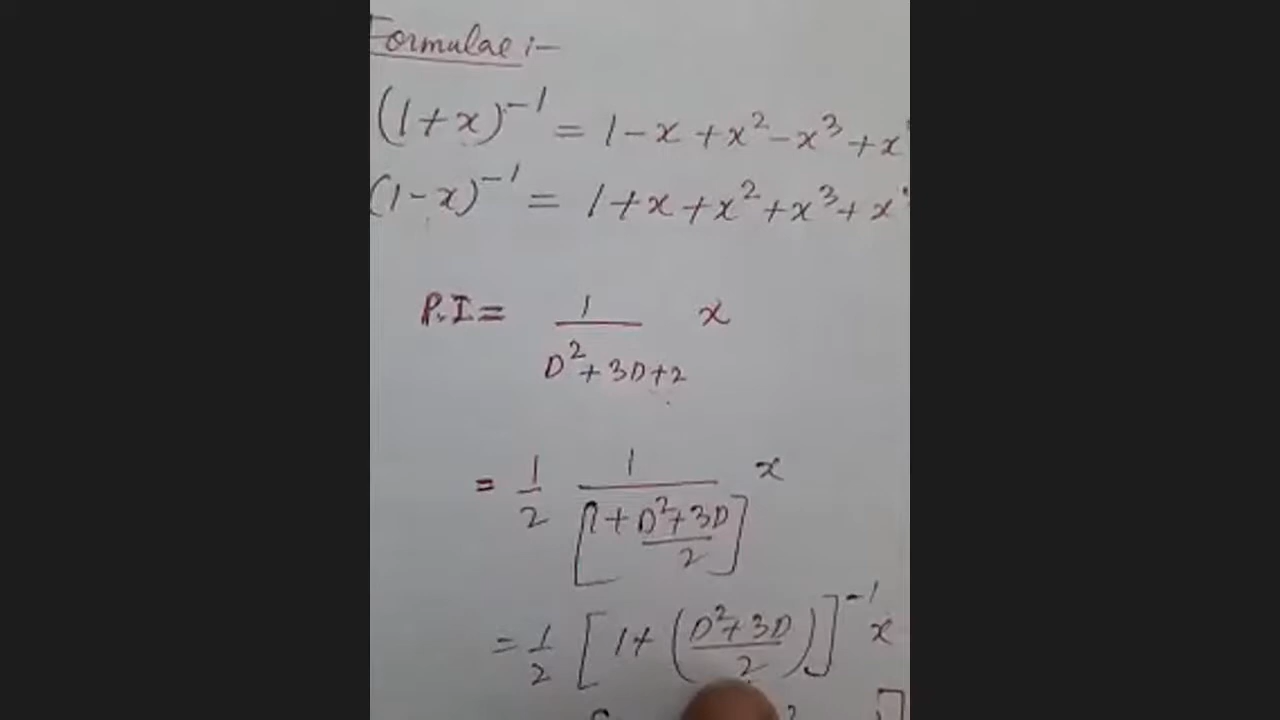 Formulae :-
(1+x)^-1 = 1-x+x^2-x^3+x
(1-x)^-1 = 1+x+x^2+x^3+x
P.I = 1/(D^2+3D+2) x
= 1/2 1/[1+(D^2+3D)/2] x
= 1/2 [1+((D^2+3D)/2)]^-1 x